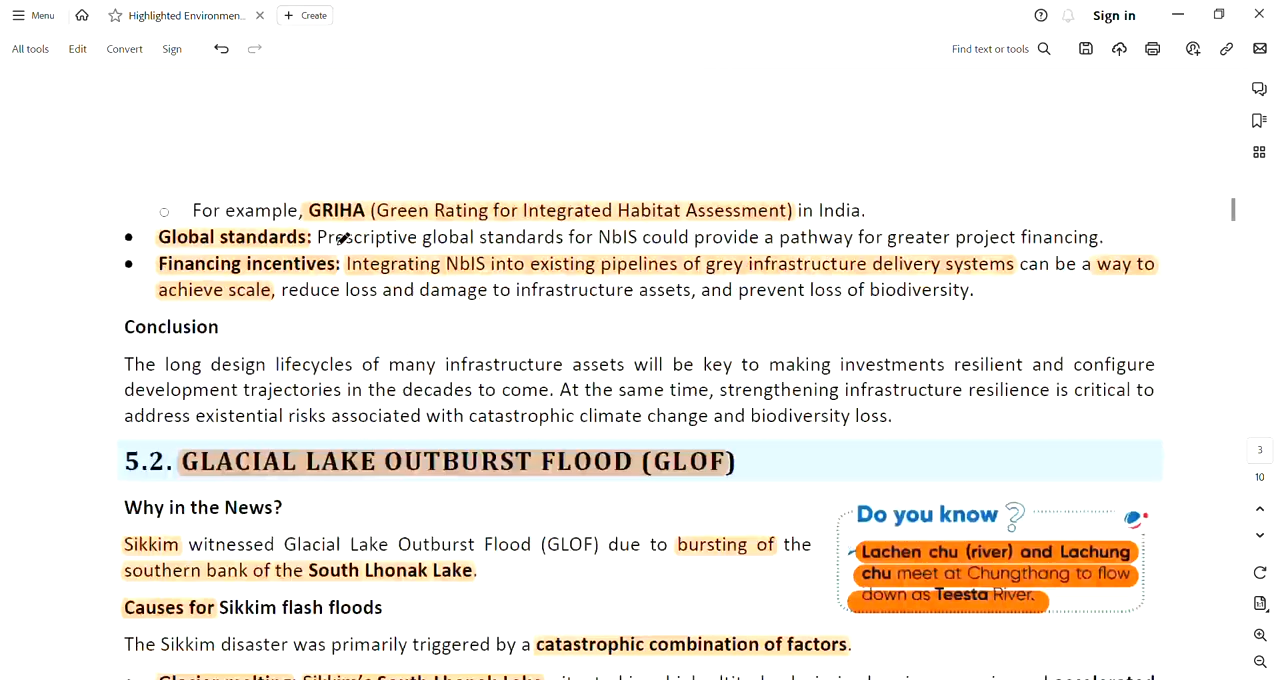 Menu
Highlighted Environmen...
Create
Sign in
All tools
Edit
Convert
Sign
Find text or tools
○ For example, GRIHA (Green Rating for Integrated Habitat Assessment) in India.
• Global standards: Prescriptive global standards for NbIS could provide a pathway for greater project financing.
• Financing incentives: Integrating NbIS into existing pipelines of grey infrastructure delivery systems can be a way to
achieve scale, reduce loss and damage to infrastructure assets, and prevent loss of biodiversity.
Conclusion
The long design lifecycles of many infrastructure assets will be key to making investments resilient and configure
development trajectories in the decades to come. At the same time, strengthening infrastructure resilience is critical to
address existential risks associated with catastrophic climate change and biodiversity loss.
5.2. GLACIAL LAKE OUTBURST FLOOD (GLOF)
Why in the News?
Sikkim witnessed Glacial Lake Outburst Flood (GLOF) due to bursting of the
southern bank of the South Lhonak Lake.
Do you know ?
Lachen chu (river) and Lachung
chu meet at Chungthang to flow
down as Teesta River.
Causes for Sikkim flash floods
The Sikkim disaster was primarily triggered by a catastrophic combination of factors.
3
10